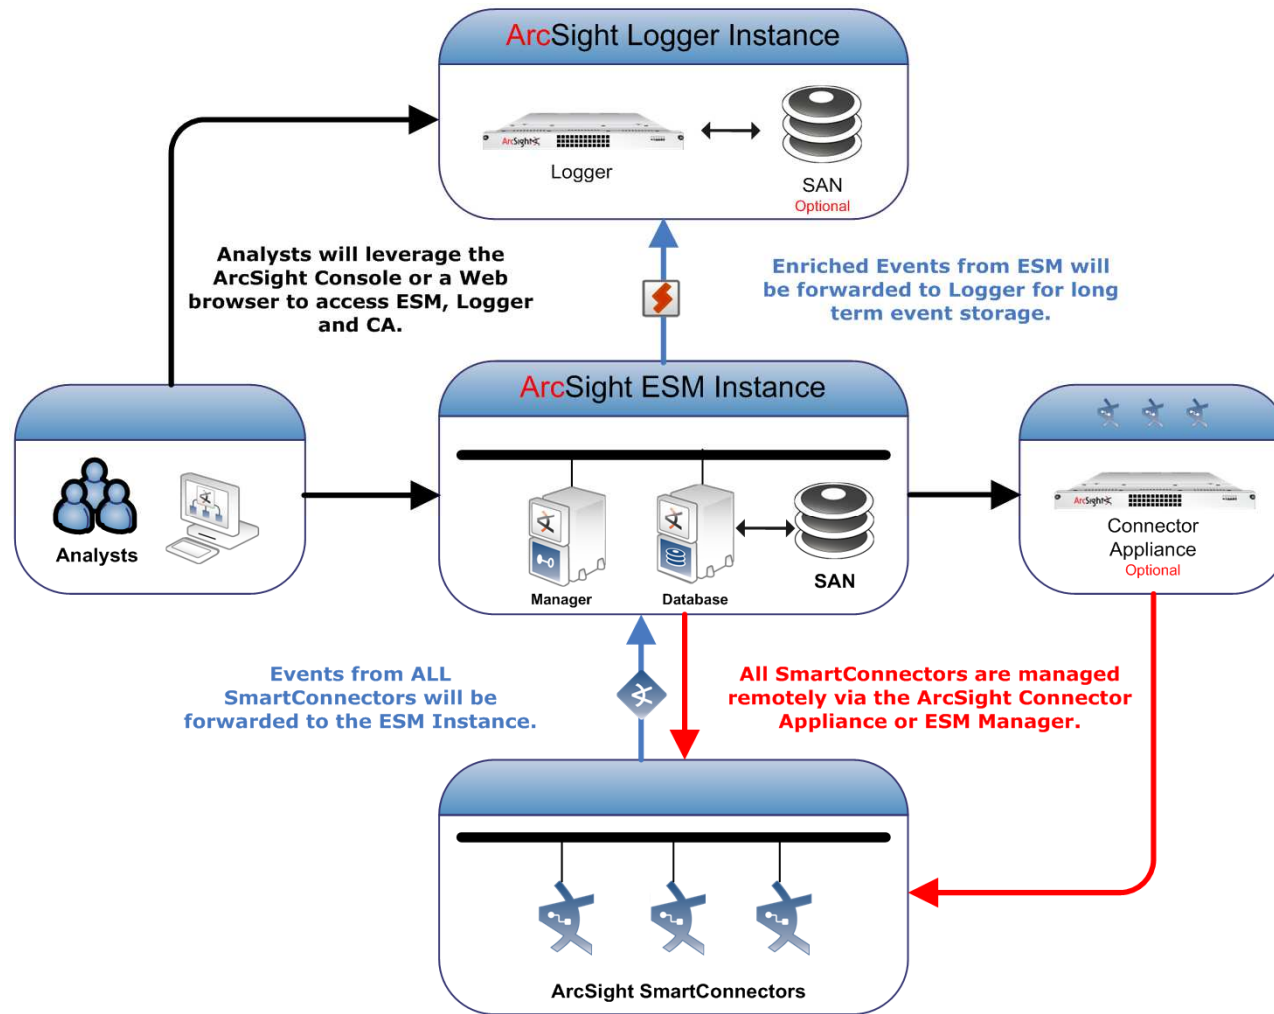 ArcSight Logger Instance
ArcSight
Logger
SAN
Optional
Analysts will leverage the
ArcSight Console or a Web
browser to access ESM, Logger
and CA.
Enriched Events from ESM will
be forwarded to Logger for long
term event storage.
ArcSight ESM Instance
Analysts
Manager
Database
SAN
ArcSight
Connector
Appliance
Optional
Events from ALL
SmartConnectors will be
forwarded to the ESM Instance.
All SmartConnectors are managed
remotely via the ArcSight Connector
Appliance or ESM Manager.
ArcSight SmartConnectors